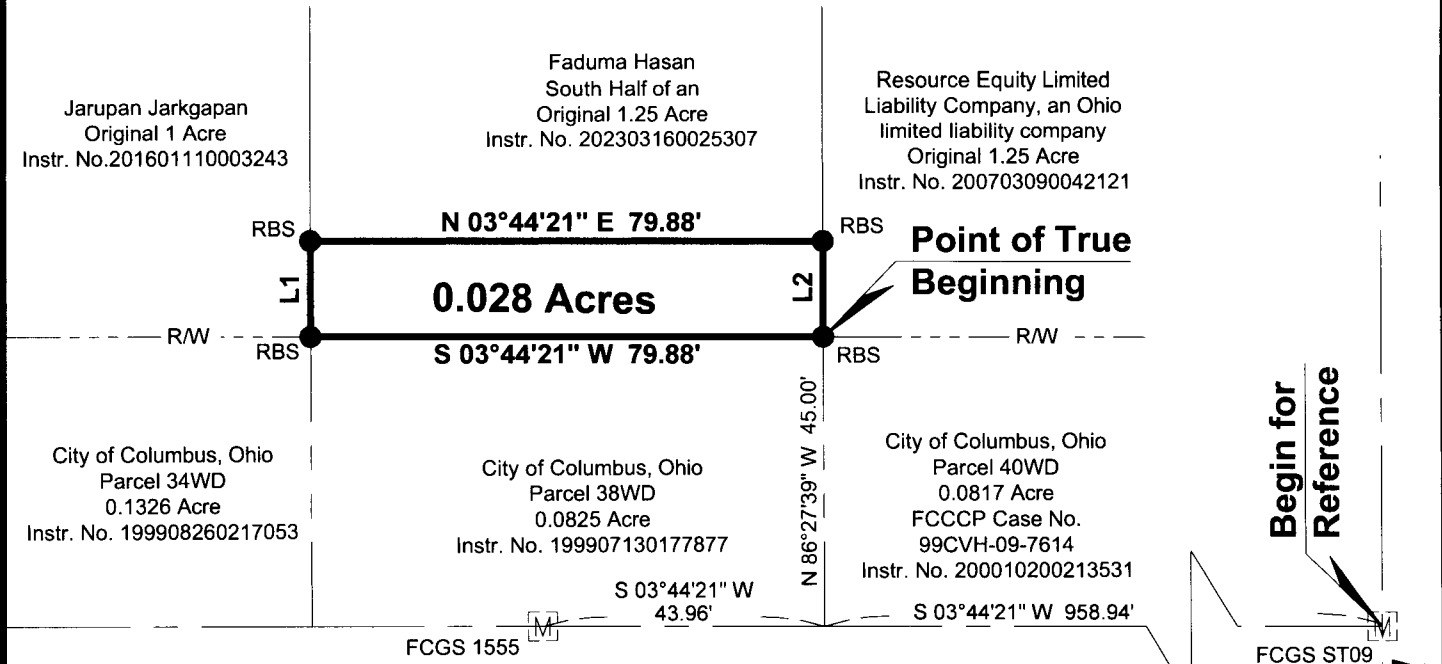 Jarupan Jarkgapan
Original 1 Acre
Instr. No.201601110003243
Faduma Hasan
South Half of an
Original 1.25 Acre
Instr. No. 202303160025307
Resource Equity Limited
Liability Company, an Ohio
limited liability company
Original 1.25 Acre
Instr. No. 200703090042121
RBS
N 03°44'21" E 79.88'
RBS
Point of True
Beginning
L1
0.028 Acres
L2
R/W
RBS
S 03°44'21" W 79.88'
RBS
R/W
N 86°27'39" W 45.00'
Begin for
Reference
City of Columbus, Ohio
Parcel 34WD
0.1326 Acre
Instr. No. 199908260217053
City of Columbus, Ohio
Parcel 38WD
0.0825 Acre
Instr. No. 199907130177877
City of Columbus, Ohio
Parcel 40WD
0.0817 Acre
FCCCP Case No.
99CVH-09-7614
Instr. No. 200010200213531
S 03°44'21" W
43.96'
S 03°44'21" W 958.94'
M
M
FCGS 1555
FCGS ST09